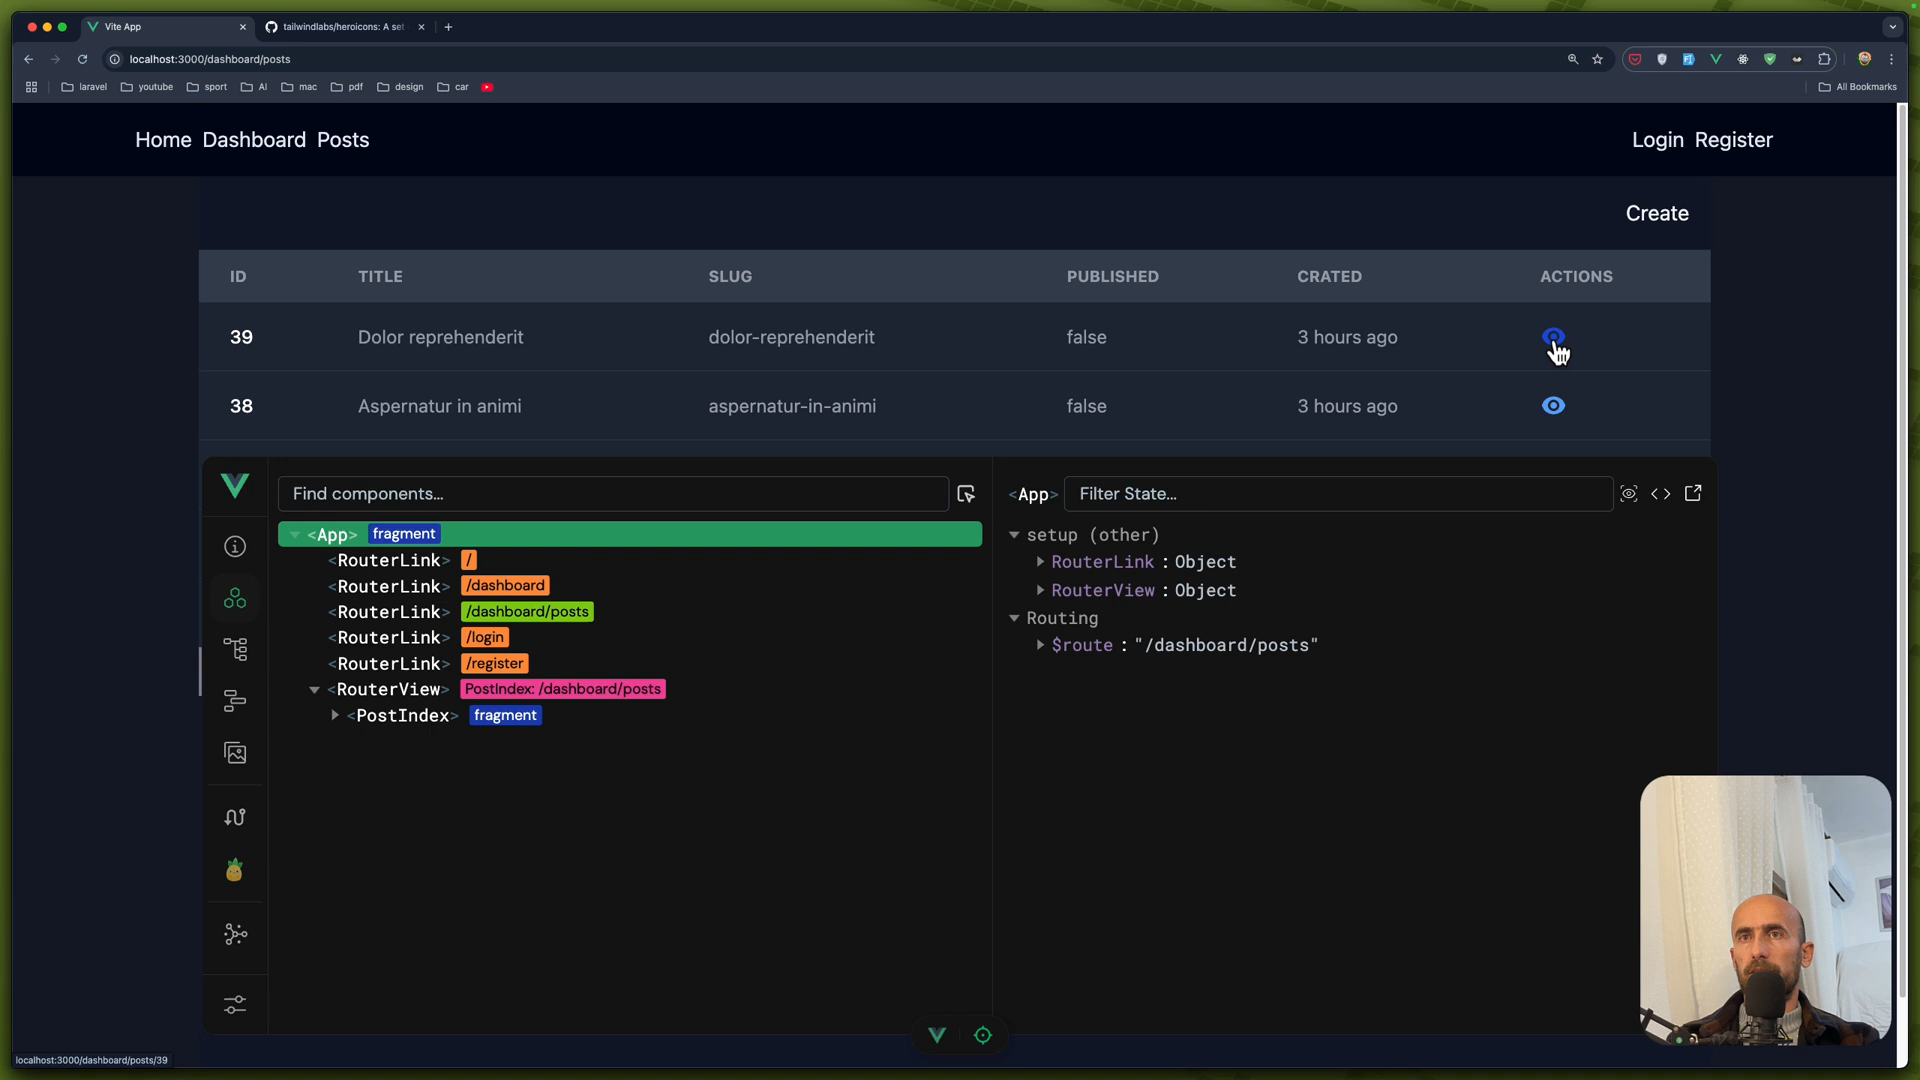 Vite App
tailwindlabs/heroicons: A set
localhost:3000/dashboard/posts
laravel
youtube
sport
AI
mac
pdf
design
car
All Bookmarks
Home Dashboard Posts
Login Register
Create
ID TITLE SLUG PUBLISHED CRATED ACTIONS
39 Dolor reprehenderit dolor-reprehenderit false 3 hours ago
38 Aspernatur in animi aspernatur-in-animi false 3 hours ago
Find components...
<App> fragment
<RouterLink> /
<RouterLink> /dashboard
<RouterLink> /dashboard/posts
<RouterLink> /login
<RouterLink> /register
<RouterView> PostIndex: /dashboard/posts
<PostIndex> fragment
<App> Filter State...
setup (other)
RouterLink : Object
RouterView : Object
Routing
$route : "/dashboard/posts"
localhost:3000/dashboard/posts/39